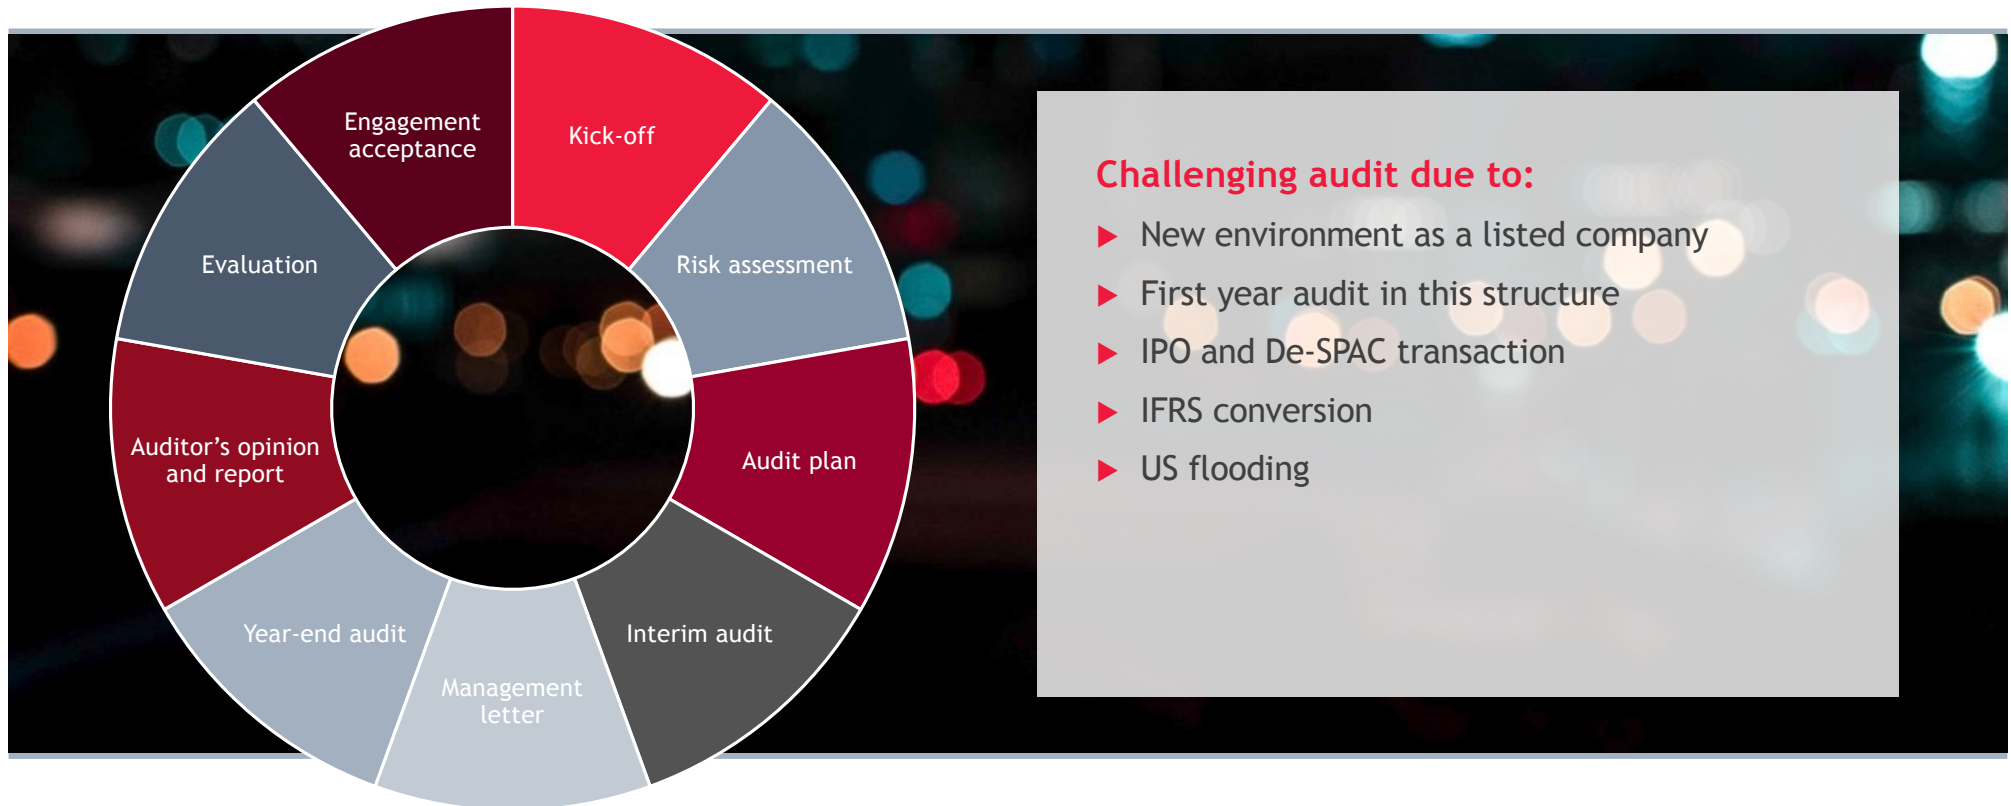 Engagement
acceptance
Kick-off
Risk assessment
Audit plan
Interim audit
Management
letter
Year-end audit
Auditor’s opinion
and report
Evaluation
Challenging audit due to:
New environment as a listed company
First year audit in this structure
IPO and De-SPAC transaction
IFRS conversion
US flooding